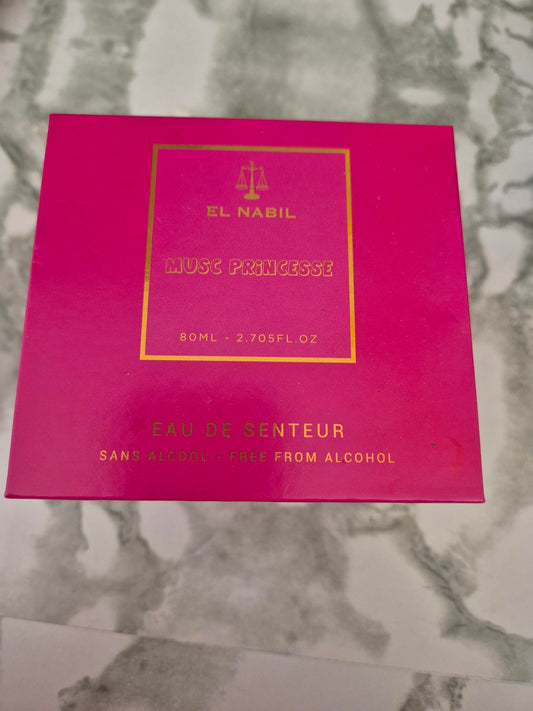 EL NABIL
MUSC PRiNCESSE
80ML - 2.705FL.OZ
EAU DE SENTEUR
SANS ALCOOL - FREE FROM ALCOHOL